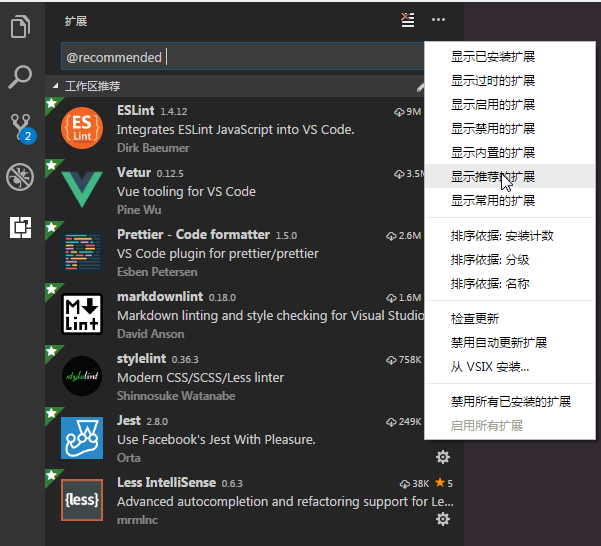 扩展
@recommended
工作区推荐
ESLint 1.4.12 9M
Integrates ESLint JavaScript into VS Code.
Dirk Baeumer
Vetur 0.12.5 3.5
Vue tooling for VS Code
Pine Wu
Prettier - Code formatter 1.5.0 2.6M
VS Code plugin for prettier/prettier
Esben Petersen
markdownlint 0.18.0 1.6M
Markdown linting and style checking for Visual Studio
David Anson
stylelint 0.36.3 758K
Modern CSS/SCSS/Less linter
Shinnosuke Watanabe
Jest 2.8.0 249K
Use Facebook's Jest With Pleasure.
Orta
Less IntelliSense 0.6.3 38K 5
Advanced autocompletion and refactoring support for Le...
mrmlnc
2
ES
Lint
M
Lint
stylelint
{less}
显示已安装扩展
显示过时的扩展
显示启用的扩展
显示禁用的扩展
显示内置的扩展
显示推荐的扩展
显示常用的扩展
排序依据: 安装计数
排序依据: 分级
排序依据: 名称
检查更新
禁用自动更新扩展
从 VSIX 安装...
禁用所有已安装的扩展
启用所有扩展